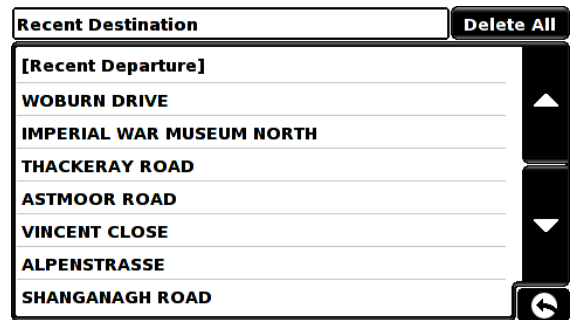 Recent Destination
Delete All
[Recent Departure]
WOBURN DRIVE
IMPERIAL WAR MUSEUM NORTH
THACKERAY ROAD
ASTMOOR ROAD
VINCENT CLOSE
ALPENSTRASSE
SHANGANAGH ROAD